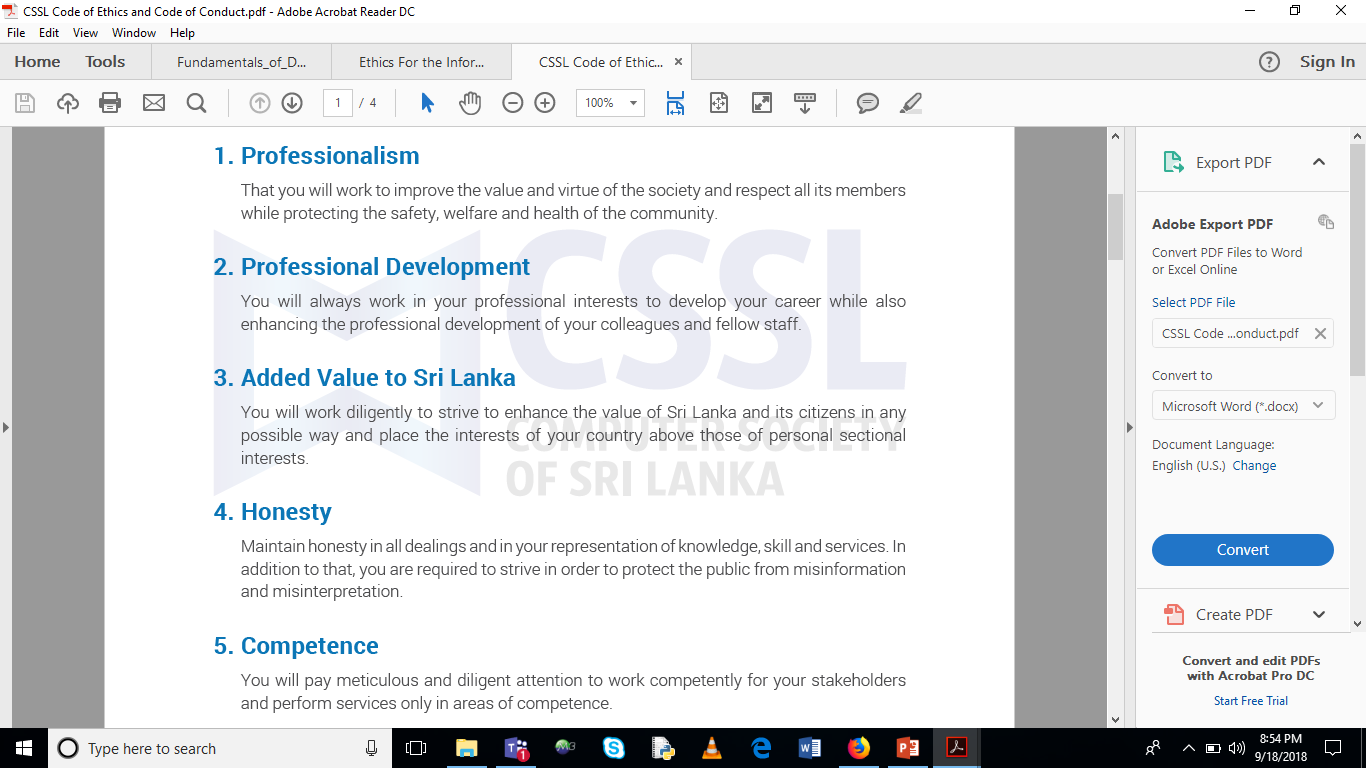 CSSL Code of Ethics and Code of Conduct.pdf - Adobe Acrobat Reader DC
File Edit View Window Help
Home Tools Fundamentals_of_D... Ethics For the Infor... CSSL Code of Ethic... × Sign In
1 / 4 100%
1. Professionalism
That you will work to improve the value and virtue of the society and respect all its members
while protecting the safety, welfare and health of the community.
2. Professional Development
You will always work in your professional interests to develop your career while also
enhancing the professional development of your colleagues and fellow staff.
3. Added Value to Sri Lanka
You will work diligently to strive to enhance the value of Sri Lanka and its citizens in any
possible way and place the interests of your country above those of personal sectional
interests.
4. Honesty
Maintain honesty in all dealings and in your representation of knowledge, skill and services. In
addition to that, you are required to strive in order to protect the public from misinformation
and misinterpretation.
5. Competence
You will pay meticulous and diligent attention to work competently for your stakeholders
and perform services only in areas of competence.
CSSL
COMPUTER SOCIETY
OF SRI LANKA
Export PDF
Adobe Export PDF
Convert PDF Files to Word
or Excel Online
Select PDF File
CSSL Code ...onduct.pdf
Convert to
Microsoft Word (*.docx)
Document Language:
English (U.S.) Change
Convert
Create PDF
Convert and edit PDFs
with Acrobat Pro DC
Start Free Trial
Type here to search
8:54 PM
9/18/2018